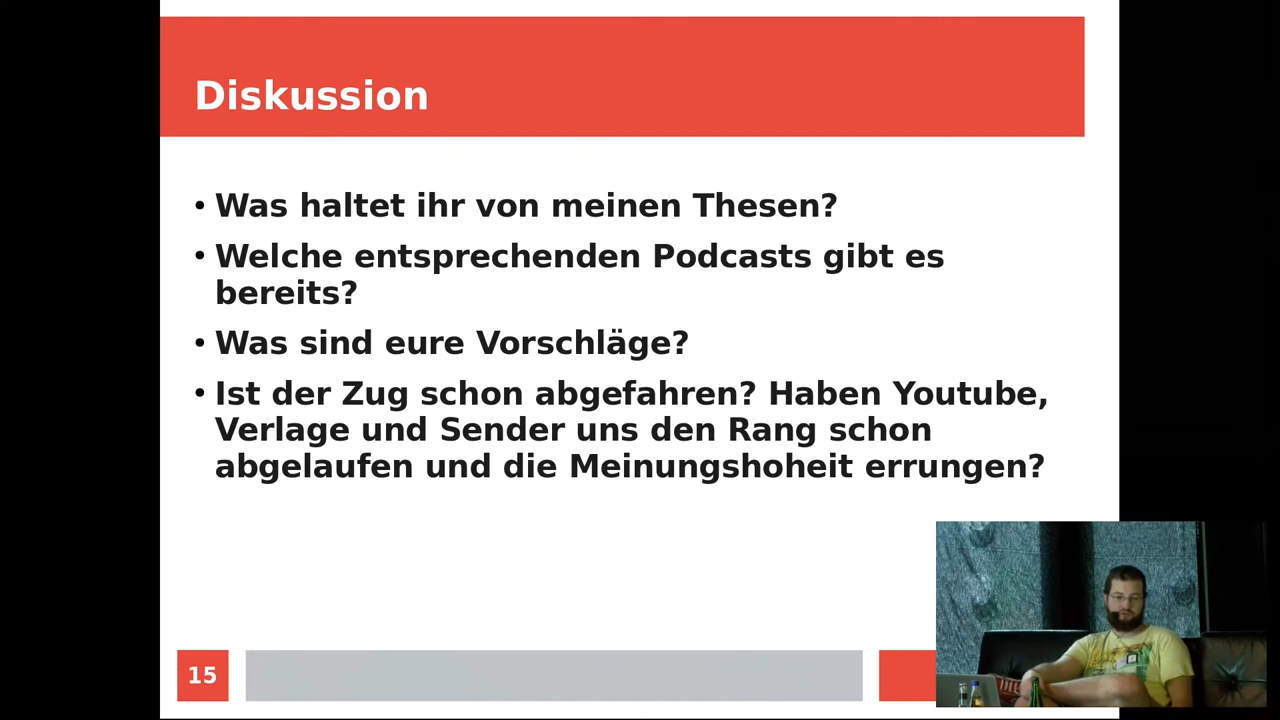 Diskussion
• Was haltet ihr von meinen Thesen?
• Welche entsprechenden Podcasts gibt es
bereits?
• Was sind eure Vorschläge?
• Ist der Zug schon abgefahren? Haben Youtube,
Verlage und Sender uns den Rang schon
abgelaufen und die Meinungshoheit errungen?
15